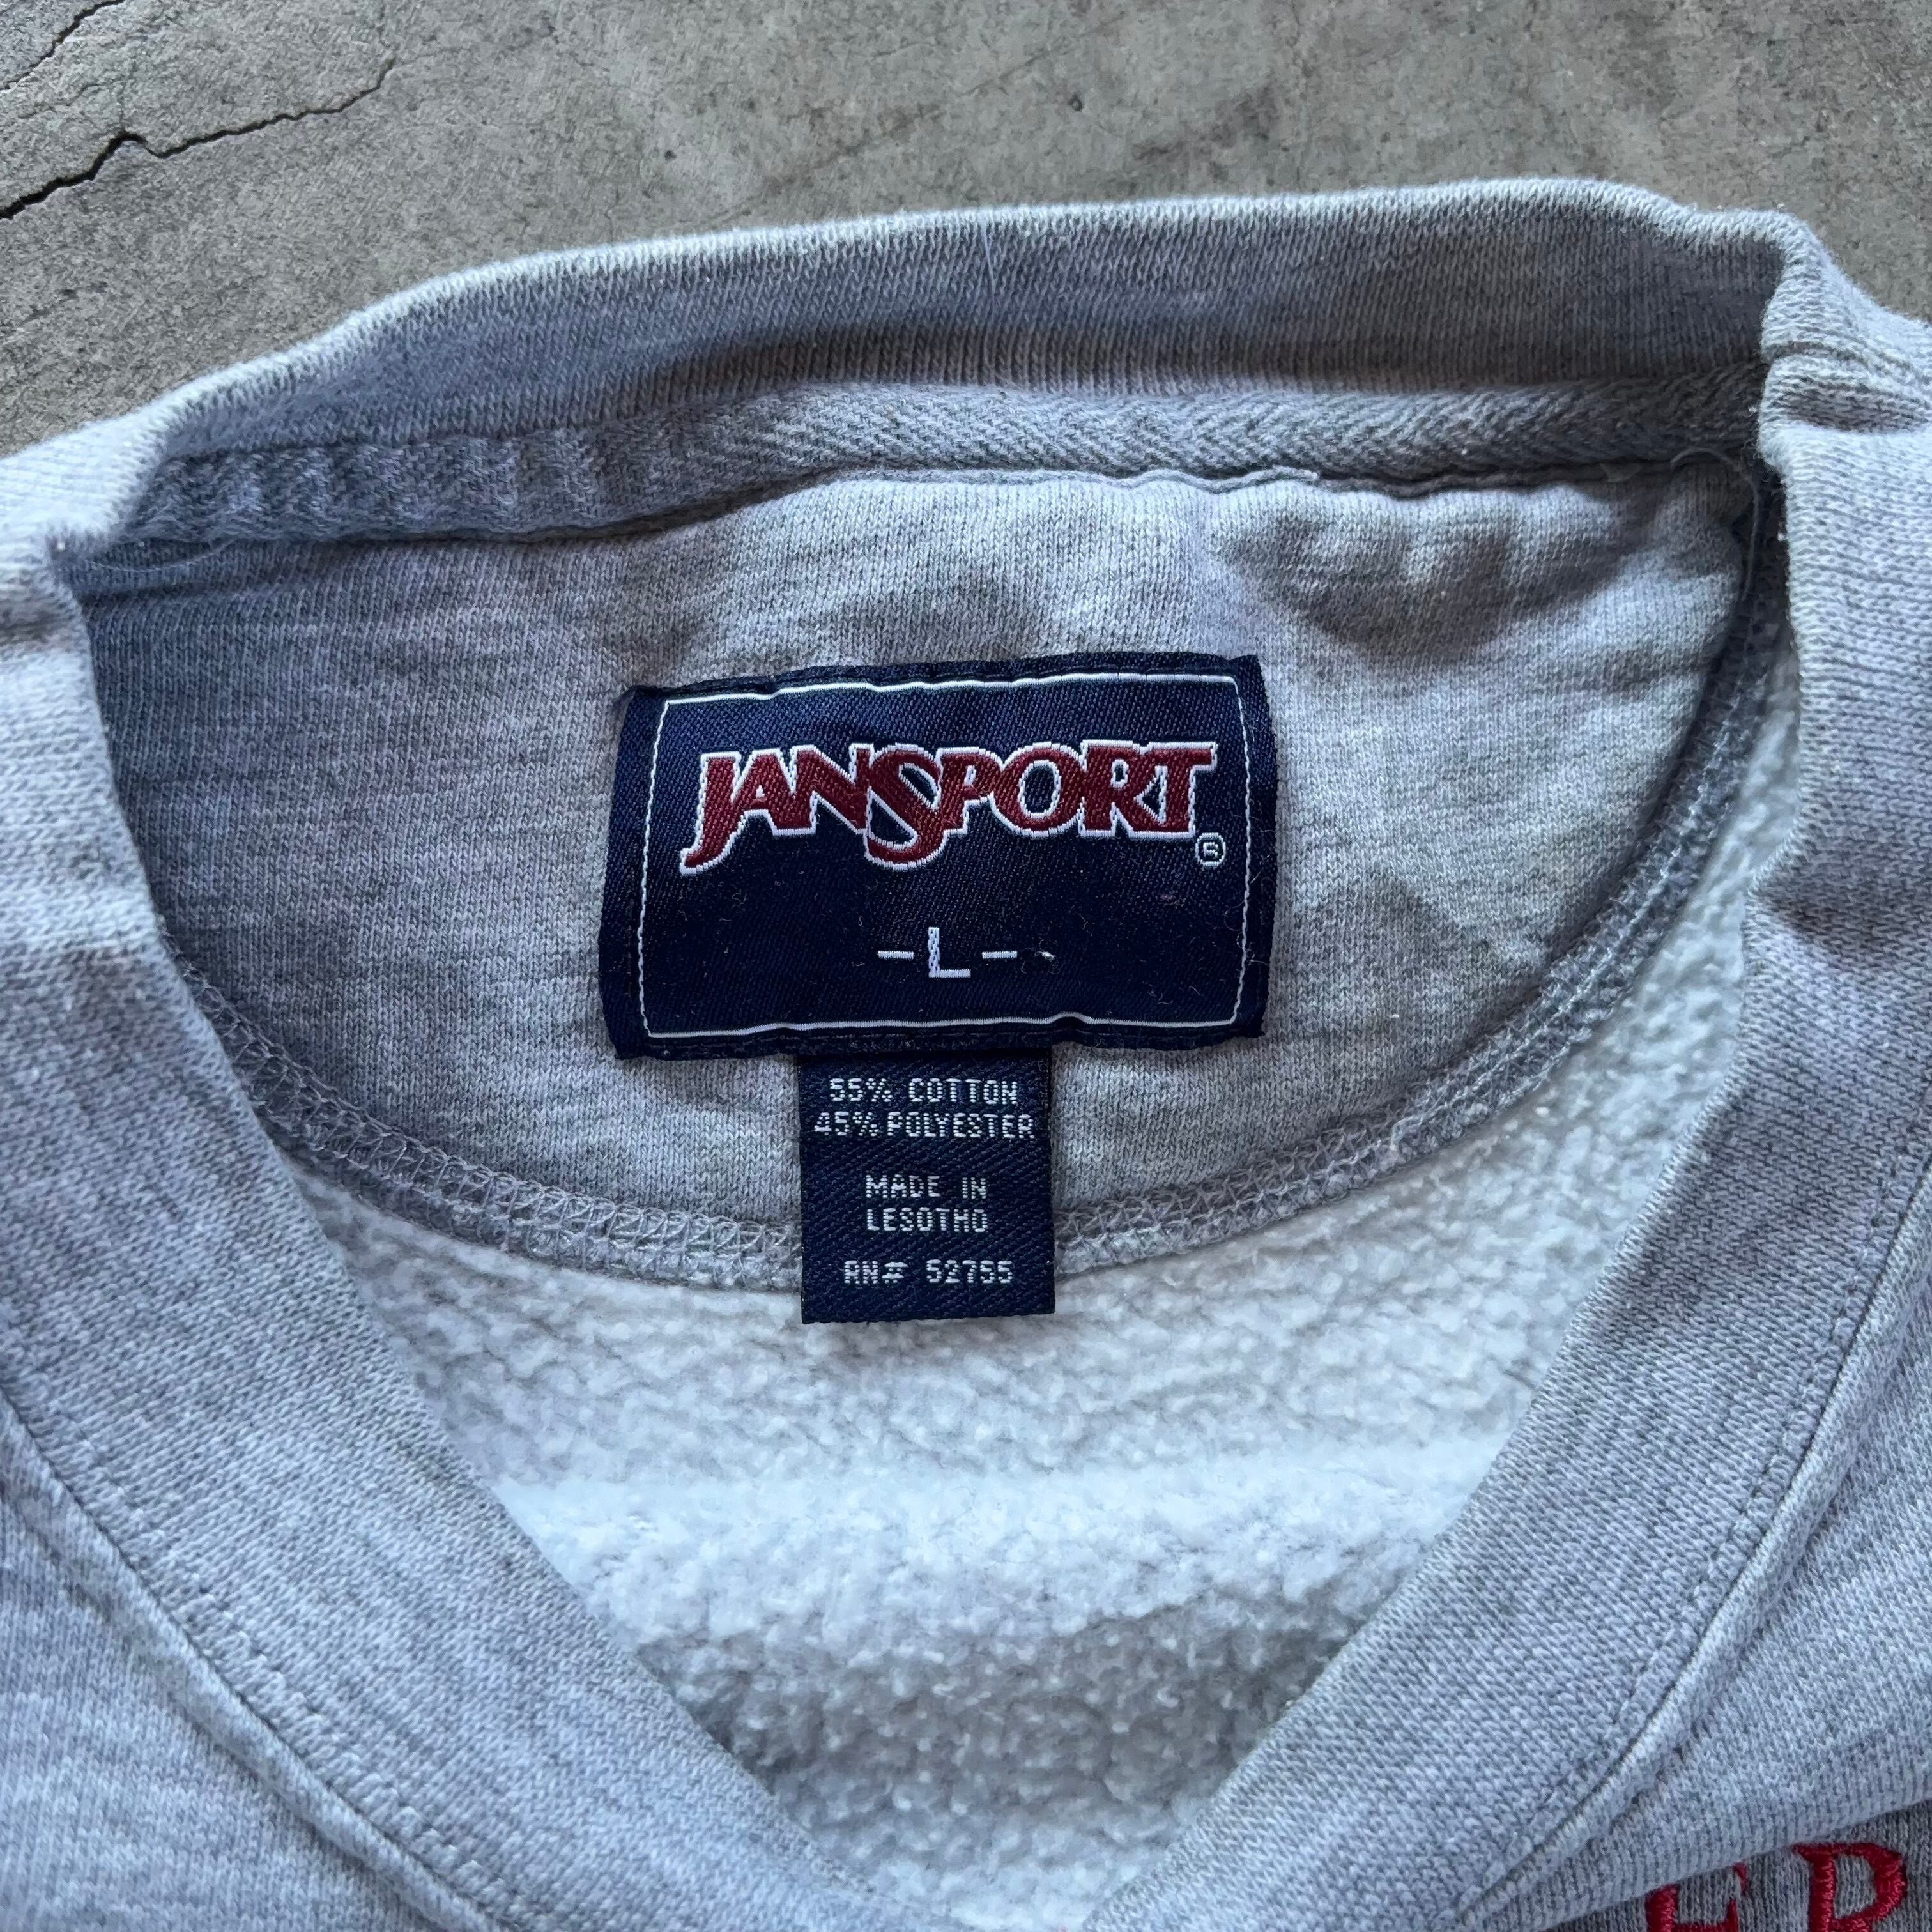 JANSPORT®
-L-
55% COTTON
45% POLYESTER
MADE IN
LESOTHO
RN# 52755